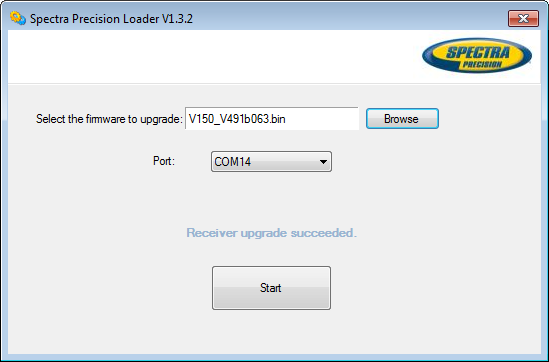 Spectra Precision Loader V1.3.2
SPECTRA
PRECISION
Select the firmware to upgrade: V150_V491b063.bin Browse
Port: COM14
Receiver upgrade succeeded.
Start